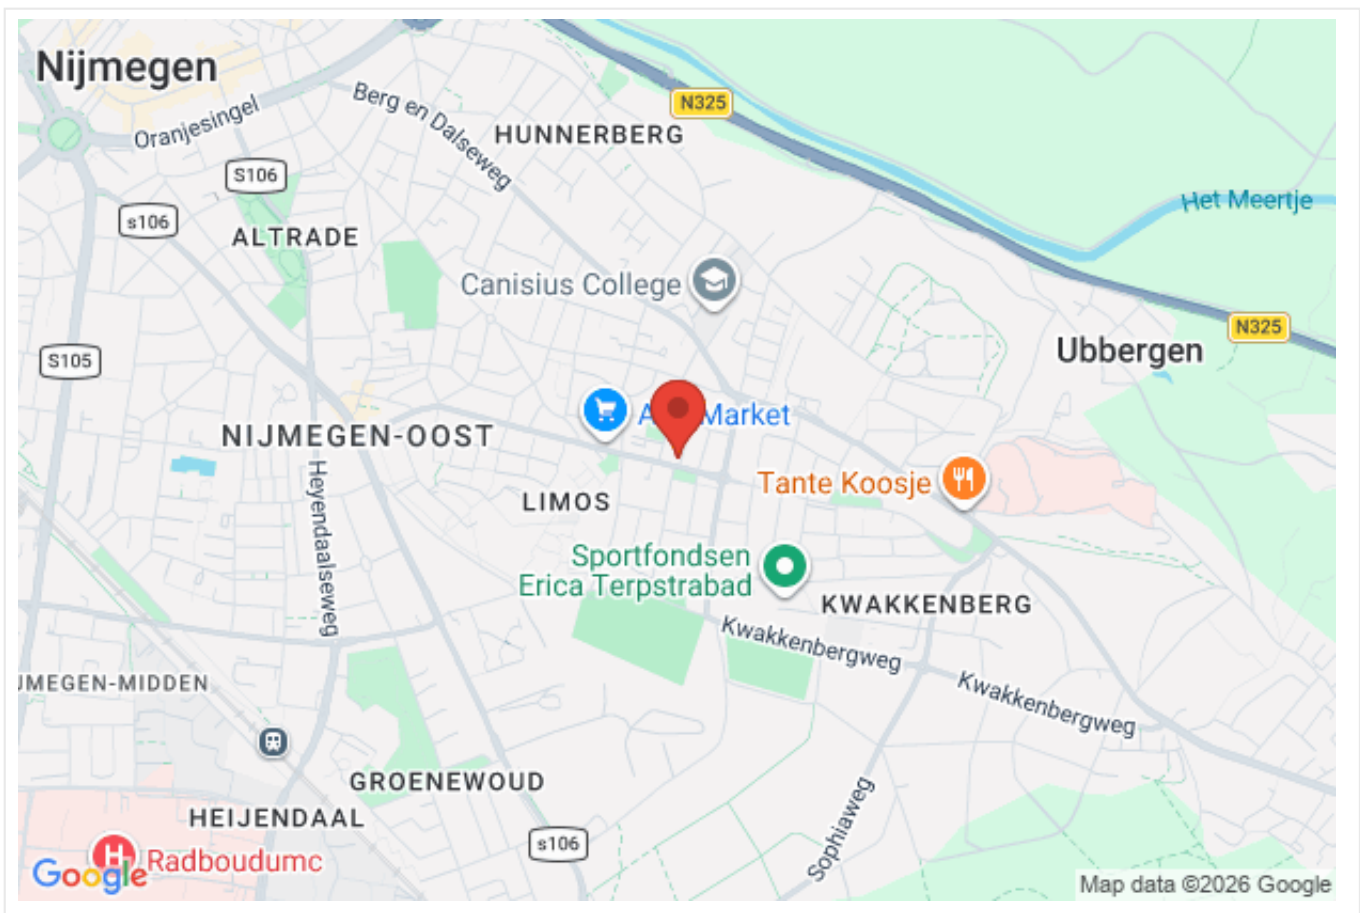 Nijmegen
Oranjesingel
Berg en Dalseweg
N325
HUNNERBERG
S106
s106
Het Meertje
ALTRADE
Canisius College
N325
S105
Ubbergen
Market
NIJMEGEN-OOST
Tante Koosje
LIMOS
Heyendaalseweg
Sportfondsen
Erica Terpstrabad
KWAKKENBERG
Kwakkenbergweg
JMEGEN-MIDDEN
Kwakkenbergweg
GROENEWOUD
HEIJENDAAL
Sophiaweg
s106
H
Radboudumc
Google
Map data ©2026 Google